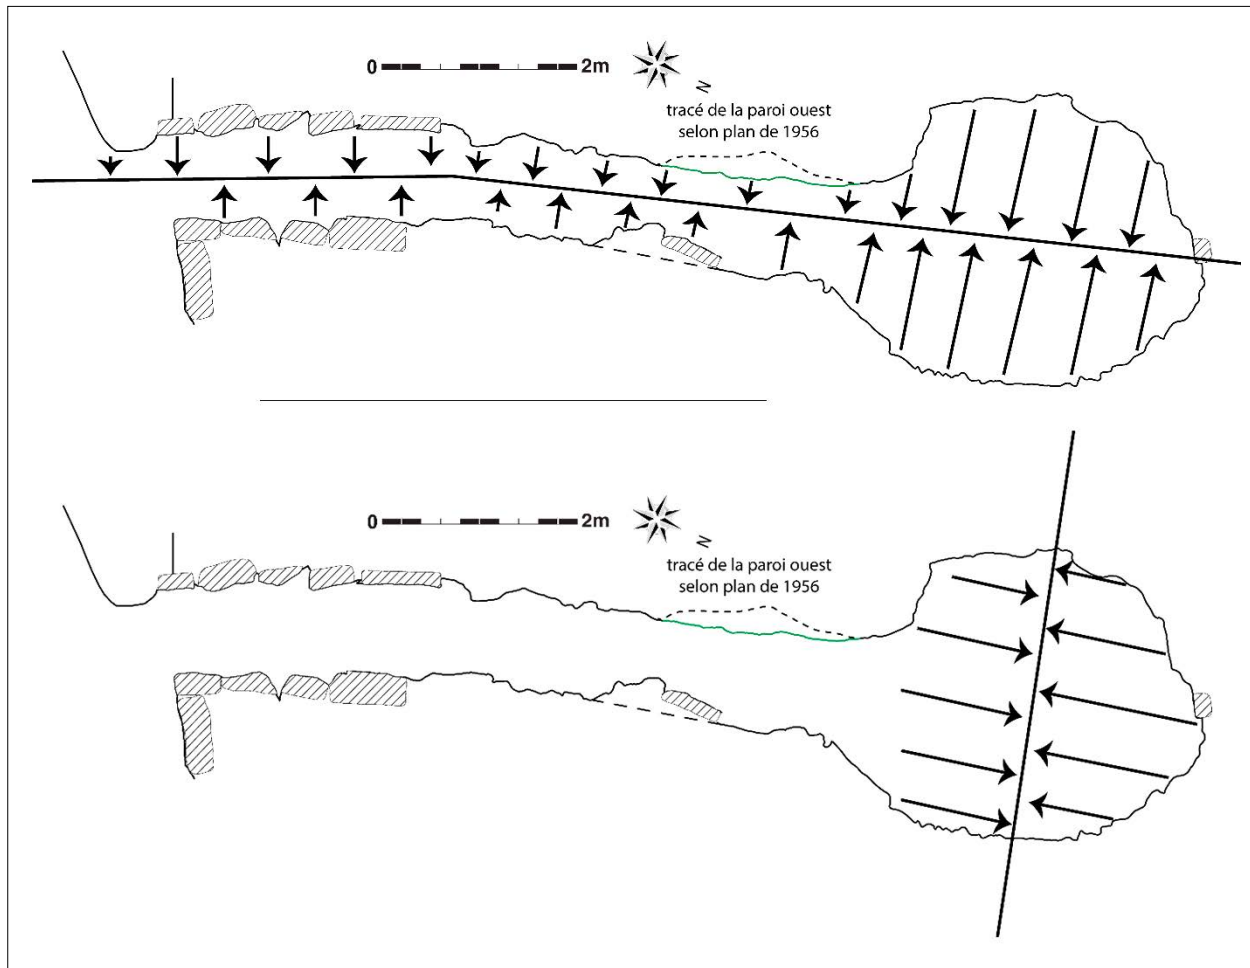 0 2m
N
tracé de la paroi ouest
selon plan de 1956
0 2m
N
tracé de la paroi ouest
selon plan de 1956